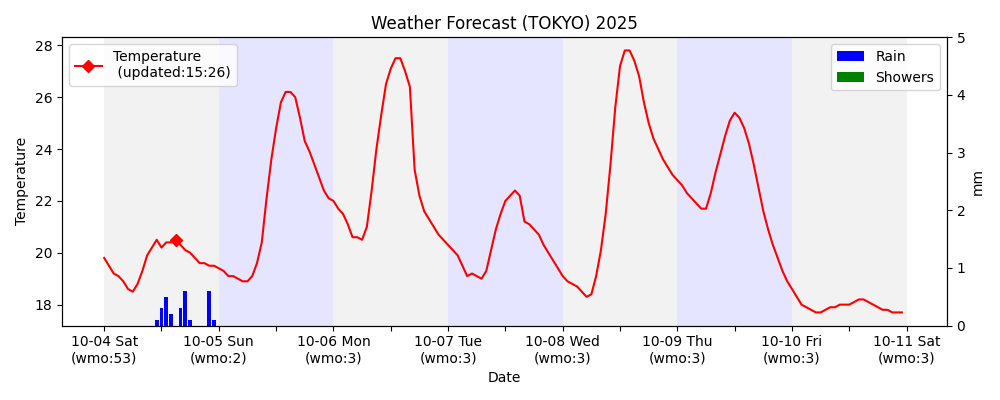 Weather Forecast (TOKYO) 2025
Temperature
(updated:15:26)
Rain
Showers
28
26
24
22
20
18
Temperature
5
4
3
2
1
0
mm
10-04 Sat
(wmo:53)
10-05 Sun
(wmo:2)
10-06 Mon
(wmo:3)
10-07 Tue
(wmo:3)
10-08 Wed
(wmo:3)
10-09 Thu
(wmo:3)
10-10 Fri
(wmo:3)
10-11 Sat
(wmo:3)
Date